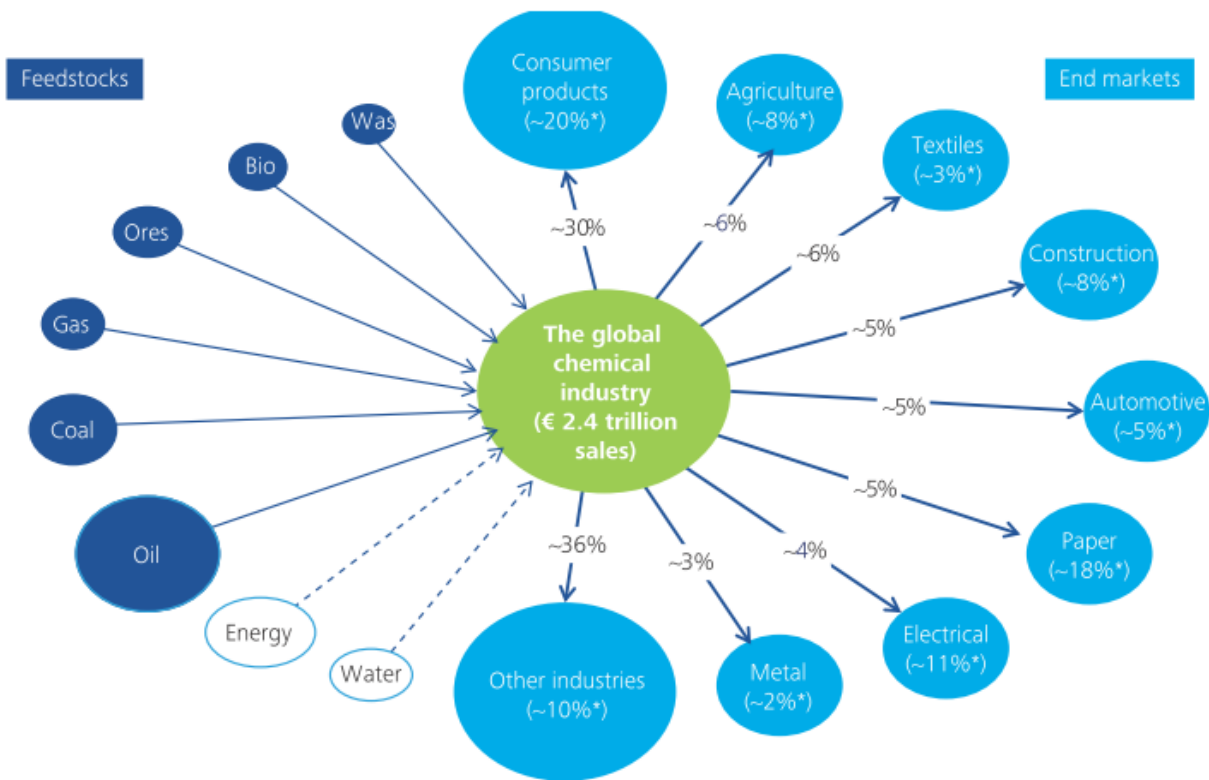 Feedstocks
End markets
Consumer
products
(~20%*)
Agriculture
(~8%*)
Textiles
(~3%*)
Construction
(~8%*)
Automotive
(~5%*)
Paper
(~18%*)
Electrical
(~11%*)
Metal
(~2%*)
Other industries
(~10%*)
Was
Bio
Ores
Gas
Coal
Oil
Energy
Water
The global
chemical
industry
(€ 2.4 trillion
sales)
~30%
~6%
~6%
~5%
~5%
~5%
~4%
~3%
~36%